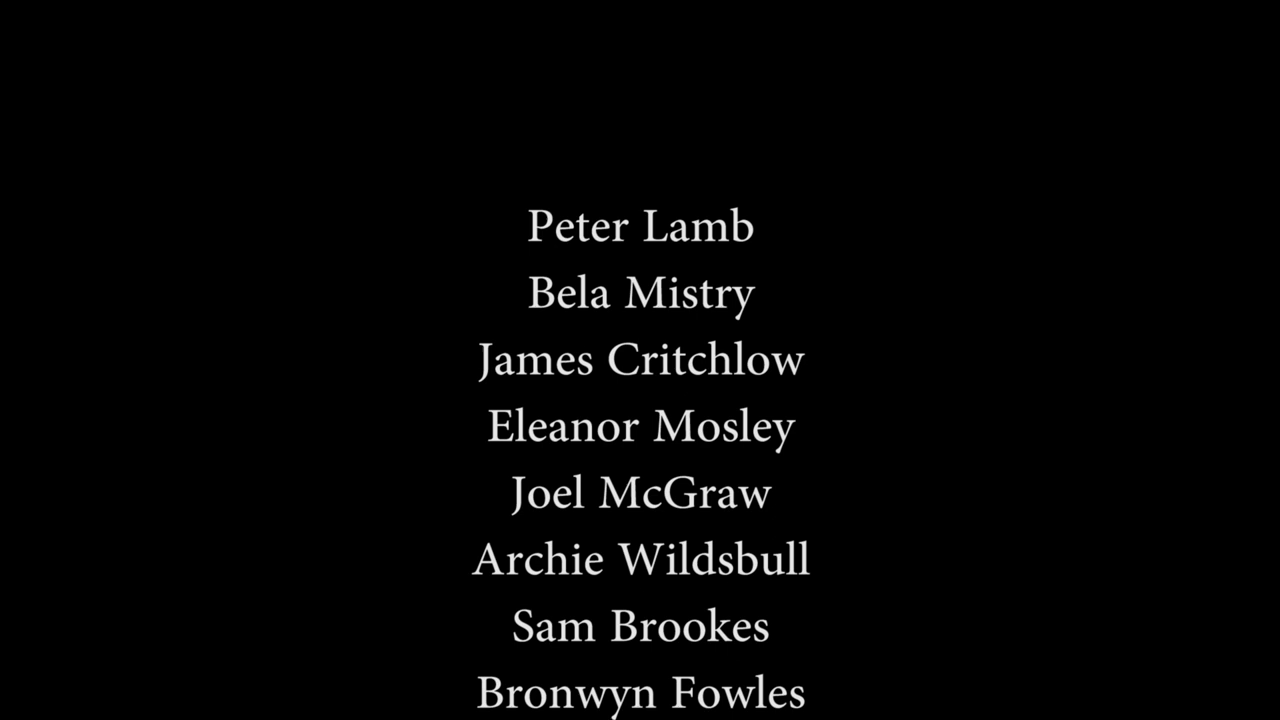 Peter Lamb
Bela Mistry
James Critchlow
Eleanor Mosley
Joel McGraw
Archie Wildsbull
Sam Brookes
Bronwyn Fowles